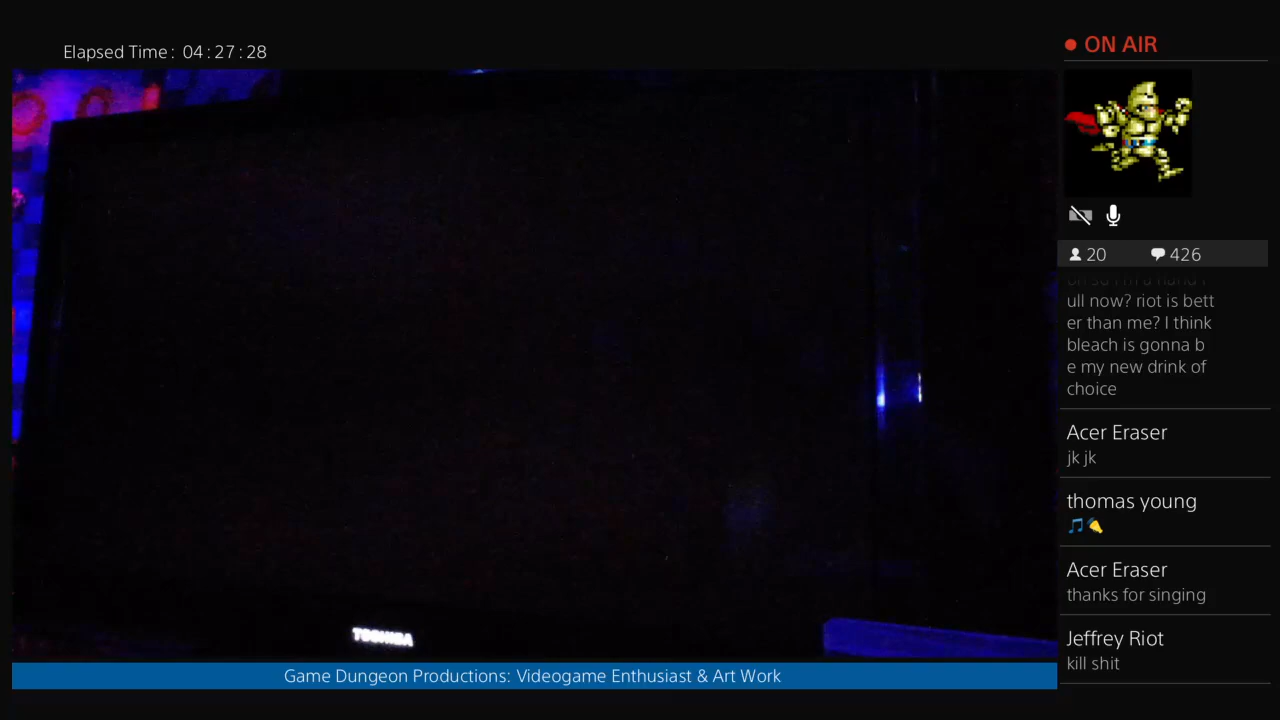 Elapsed Time: 04:27:28
ON AIR
20 426
ull now? riot is bett
er than me? I think
bleach is gonna b
e my new drink of
choice
Acer Eraser
jk jk
thomas young
🎵🔔
Acer Eraser
thanks for singing
Jeffrey Riot
kill shit
TOSHIBA
Game Dungeon Productions: Videogame Enthusiast & Art Work